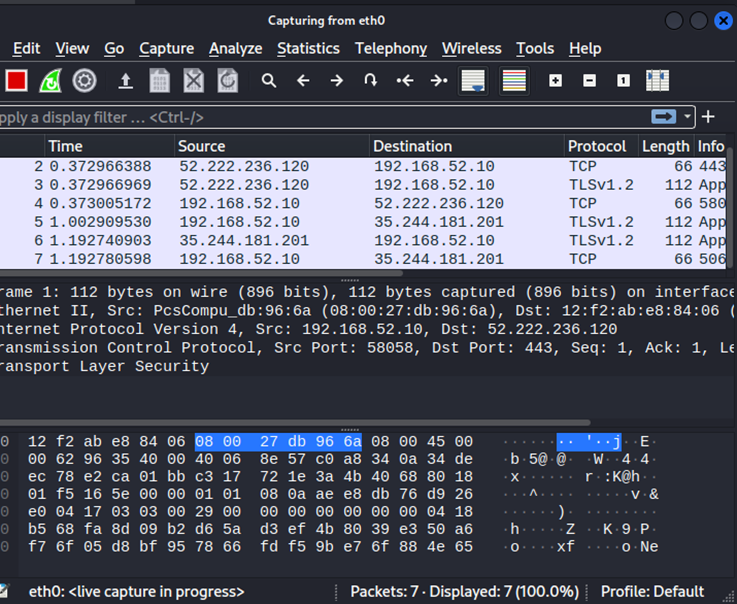 Capturing from eth0
Edit View Go Capture Analyze Statistics Telephony Wireless Tools Help
pply a display filter ... <Ctrl-/>
Time Source Destination Protocol Length Info
2 0.372966388 52.222.236.120 192.168.52.10 TCP 66 443
3 0.372966969 52.222.236.120 192.168.52.10 TLSv1.2 112 App
4 0.373005172 192.168.52.10 52.222.236.120 TCP 66 580
5 1.002909530 192.168.52.10 35.244.181.201 TLSv1.2 112 App
6 1.192740903 35.244.181.201 192.168.52.10 TLSv1.2 112 App
7 1.192780598 192.168.52.10 35.244.181.201 TCP 66 506
rame 1: 112 bytes on wire (896 bits), 112 bytes captured (896 bits) on interface
thernet II, Src: PcsCompu_db:96:6a (08:00:27:db:96:6a), Dst: 12:f2:ab:e8:84:06 (
nternet Protocol Version 4, Src: 192.168.52.10, Dst: 52.222.236.120
ransmission Control Protocol, Src Port: 58058, Dst Port: 443, Seq: 1, Ack: 1, Le
ransport Layer Security
0 12 f2 ab e8 84 06 08 00 27 db 96 6a 08 00 45 00 ······ ·· '··j··E·
0 00 62 96 35 40 00 40 06 8e 57 c0 a8 34 0a 34 de ·b·5@·@· ·W··4·4·
0 ec 78 e2 ca 01 bb c3 17 72 1e 3a 4b 40 68 80 18 ·x······ r·:K@h··
0 01 f5 16 5e 00 00 01 01 08 0a ae e8 db 76 d9 26 ···^···· ·····v·&
0 e0 04 17 03 03 00 29 00 00 00 00 00 00 00 04 18 ······)· ········
0 b5 68 fa 8d 09 b2 d6 5a d3 ef 4b 80 39 e3 50 a6 ·h·····Z ··K·9·P·
0 f7 6f 05 d8 bf 95 78 66 fd f5 9b e7 6f 88 4e 65 ·o····xf ····o·Ne
eth0: <live capture in progress> Packets: 7 · Displayed: 7 (100.0%) Profile: Default